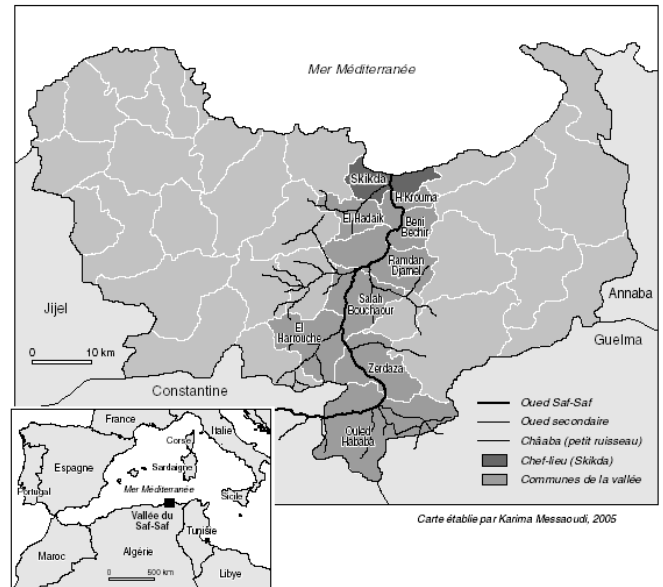 Mer Méditerranée
Skikda
H-Krouma
El Hadaik
Beni
Bechir
Ramdan
Djamel
Salah
Bouchaour
El
Harrouche
Zerdaza
Ouled
Hababa
Jijel
Annaba
Guelma
Constantine
0 10 km
Oued Saf-Saf
Oued secondaire
Châaba (petit ruisseau)
Chef-lieu (Skikda)
Communes de la vallée
Carte établie par Karima Messaoudi, 2005
France
Corse
Italie
Espagne
Sardaigne
Portugal
Mer Méditerranée
Sicile
Vallée du
Saf-Saf
Tunisie
Maroc
Algérie
Libye
0 500 km